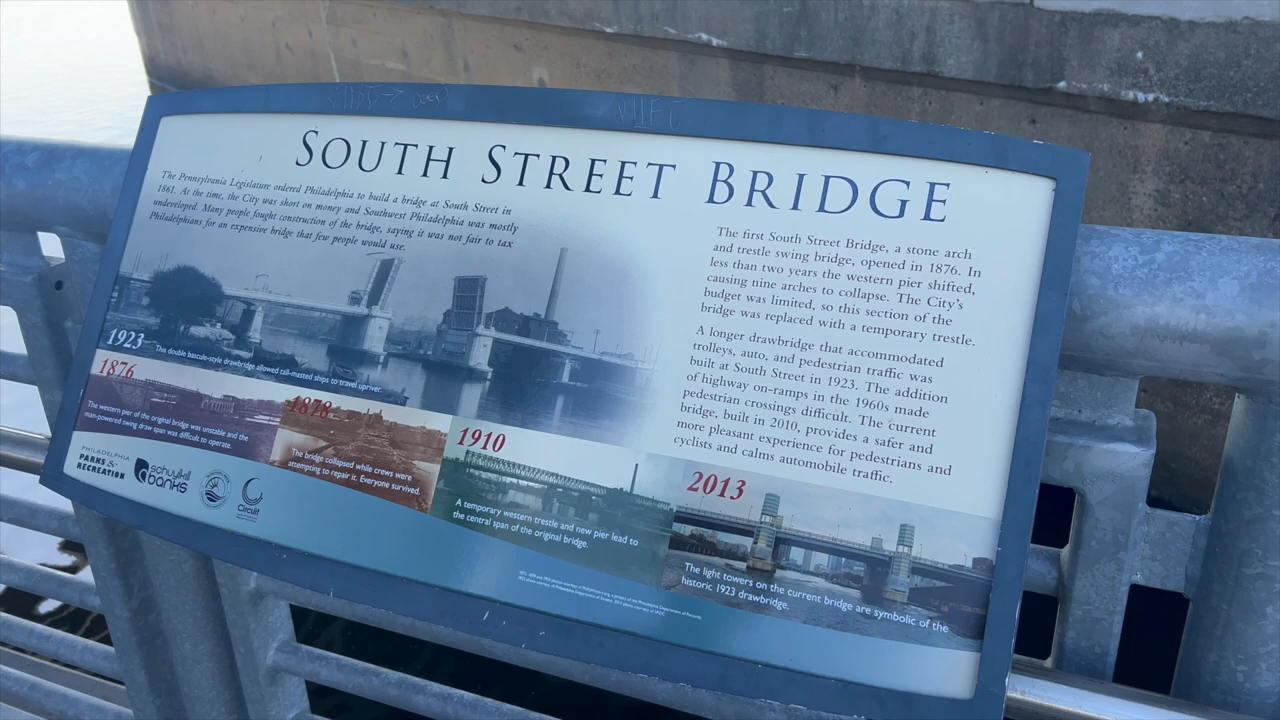 SOUTH STREET BRIDGE
The Pennsylvania Legislature ordered Philadelphia to build a bridge at South Street in
1861. At the time, the City was short on money and Southwest Philadelphia was mostly
undeveloped. Many people fought construction of the bridge, saying it was not fair to tax
Philadelphians for an expensive bridge that few people would use.
The first South Street Bridge, a stone arch
and trestle swing bridge, opened in 1876. In
less than two years the western pier shifted,
causing nine arches to collapse. The City's
budget was limited, so this section of the
bridge was replaced with a temporary trestle.
A longer drawbridge that accommodated
trolleys, auto, and pedestrian traffic was
built at South Street in 1923. The addition
of highway on-ramps in the 1960s made
pedestrian crossings difficult. The current
bridge, built in 2010, provides a safer and
more pleasant experience for pedestrians and
cyclists and calms automobile traffic.
1923
This double bascule-style drawbridge allowed tall-masted ships to travel upriver.
1876
The western pier of the original bridge was unstable and the
man-powered swing draw span was difficult to operate.
1878
The bridge collapsed while crews were
attempting to repair it. Everyone survived.
1910
A temporary western trestle and new pier lead to
the central span of the original bridge.
2013
The light towers on the current bridge are symbolic of the
historic 1923 drawbridge.
PHILADELPHIA
PARKS &
RECREATION
schuylkill
banks
Circuit